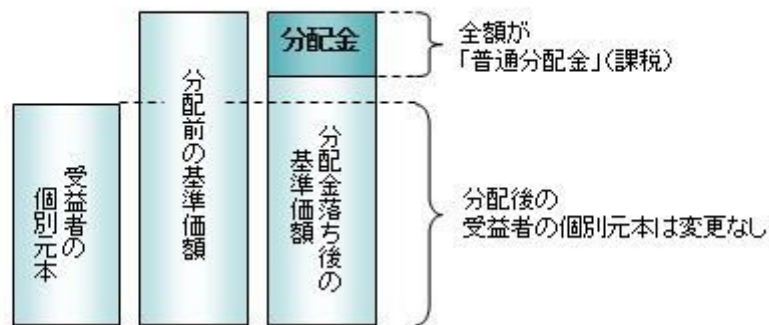 受益者の
個別元本
分配前の基準価額
分配金
分配金落ち後の
基準価額
全額が
「普通分配金」(課税)
分配後の
受益者の個別元本は変更なし